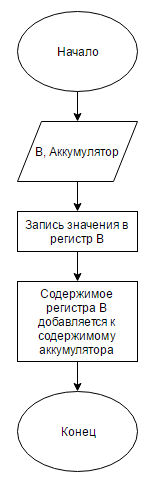 Начало
В, Аккумулятор
Запись значения в
регистр В
Содержимое
регистра В
добавляется к
содержимому
аккумулятора
Конец